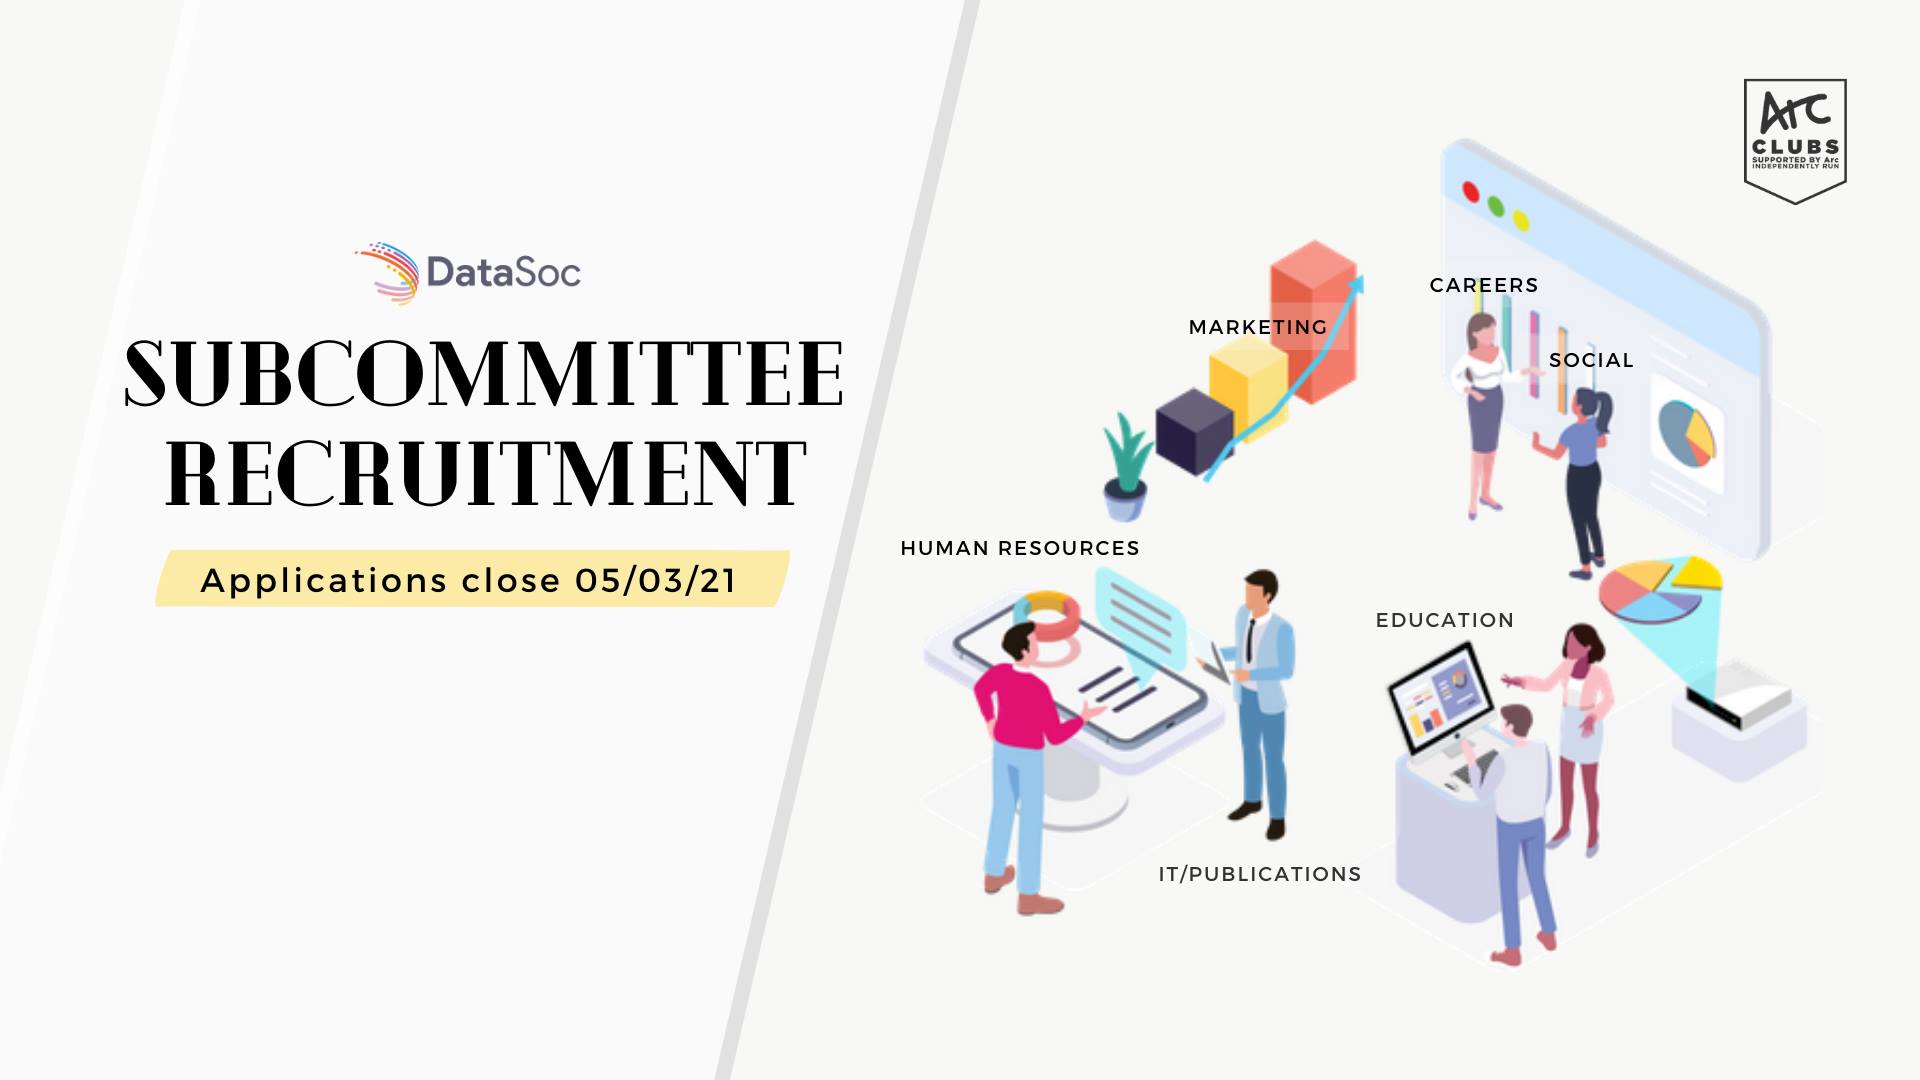 DataSoc
SUBCOMMITTEE
RECRUITMENT
Applications close 05/03/21
Arc
CLUBS
SUPPORTED BY Arc
INDEPENDENTLY RUN
CAREERS
MARKETING
SOCIAL
HUMAN RESOURCES
EDUCATION
IT/PUBLICATIONS